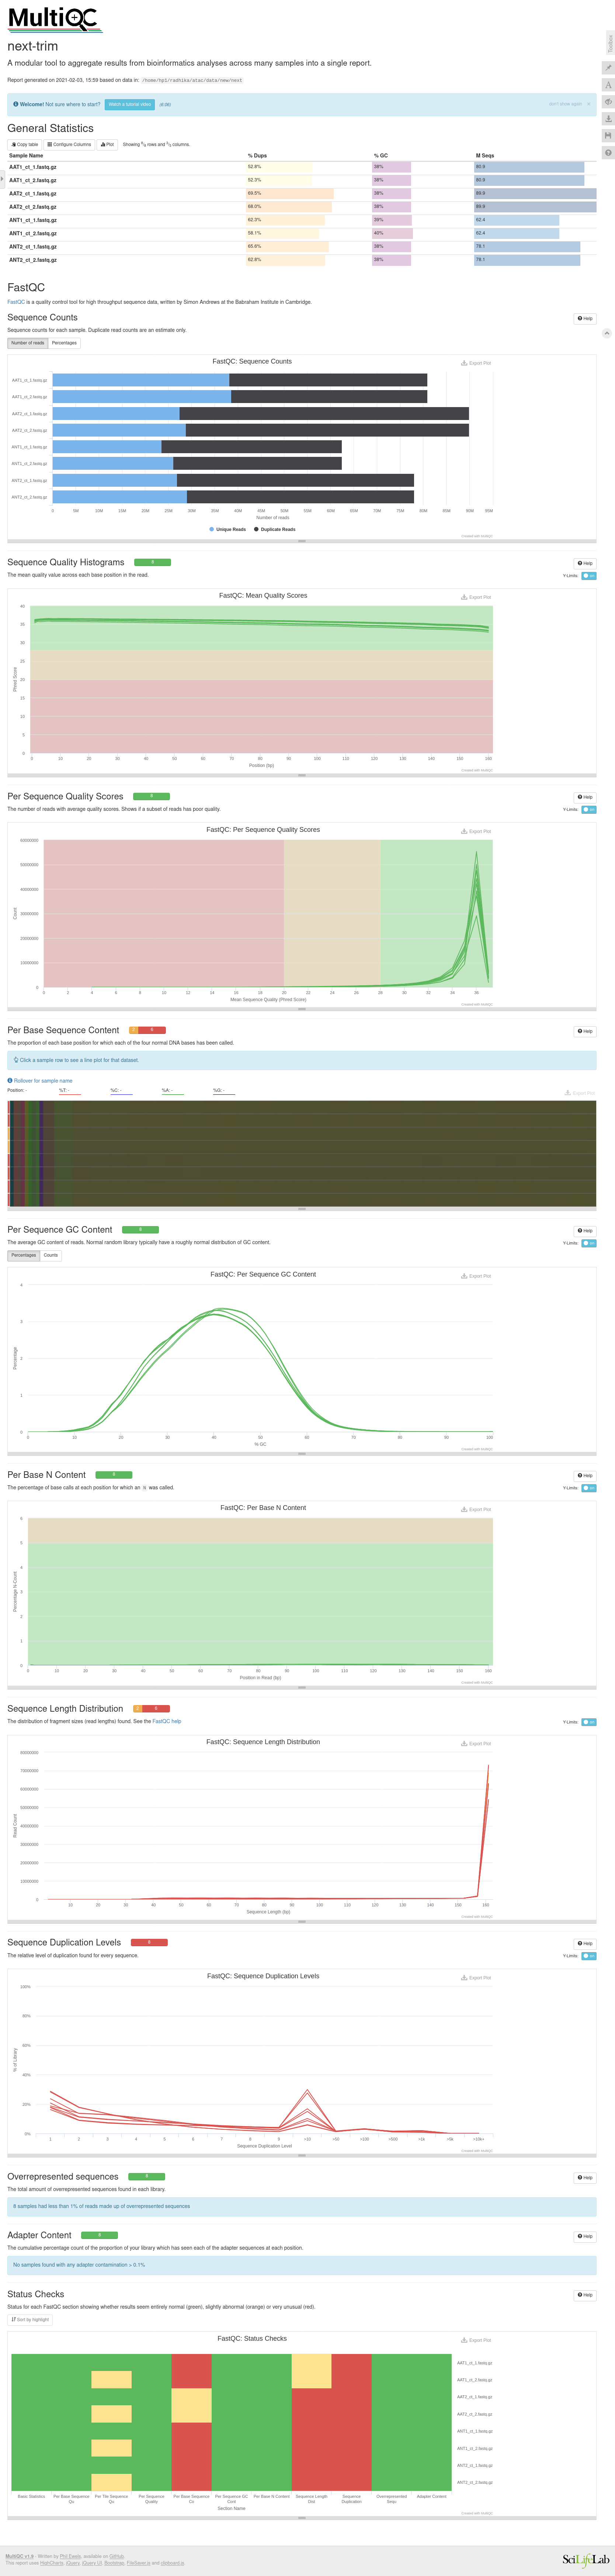 MultiQC
next-trim
A modular tool to aggregate results from bioinformatics analyses across many samples into a single report.
Report generated on 2021-02-03, 15:59 based on data in: /home/hpl/radhika/atac/data/new/next
Toolbox
Welcome! Not sure where to start? Watch a tutorial video (6:06)
don't show again ×
General Statistics
Copy table Configure Columns Plot Showing 8/8 rows and 3/5 columns.
Sample Name % Dups % GC M Seqs
AAT1_ct_1.fastq.gz 52.8% 38% 80.8
AAT1_ct_2.fastq.gz 52.3% 38% 80.8
AAT2_ct_1.fastq.gz 69.5% 38% 89.9
AAT2_ct_2.fastq.gz 68.0% 38% 89.9
ANT1_ct_1.fastq.gz 62.3% 39% 62.4
ANT1_ct_2.fastq.gz 58.1% 40% 62.4
ANT2_ct_1.fastq.gz 65.6% 38% 78.1
ANT2_ct_2.fastq.gz 62.8% 38% 78.1
FastQC
FastQC is a quality control tool for high throughput sequence data, written by Simon Andrews at the Babraham Institute in Cambridge.
Sequence Counts
Help
Sequence counts for each sample. Duplicate read counts are an estimate only.
Number of reads Percentages
FastQC: Sequence Counts
Export Plot
AAT1_ct_1.fastq.gz
AAT1_ct_2.fastq.gz
AAT2_ct_1.fastq.gz
AAT2_ct_2.fastq.gz
ANT1_ct_1.fastq.gz
ANT1_ct_2.fastq.gz
ANT2_ct_1.fastq.gz
ANT2_ct_2.fastq.gz
0 5M 10M 15M 20M 25M 30M 35M 40M 45M 50M 55M 60M 65M 70M 75M 80M 85M 90M 95M
Number of reads
Unique Reads Duplicate Reads
Created with MultiQC
Sequence Quality Histograms 8
Help
The mean quality value across each base position in the read.
Y-Limits: on
FastQC: Mean Quality Scores
Export Plot
Phred Score
40
35
30
25
20
15
10
5
0
0 10 20 30 40 50 60 70 80 90 100 110 120 130 140 150 160
Position (bp)
Created with MultiQC
Per Sequence Quality Scores 8
Help
The number of reads with average quality scores. Shows if a subset of reads has poor quality.
Y-Limits: on
FastQC: Per Sequence Quality Scores
Export Plot
Count
60000000
50000000
40000000
30000000
20000000
10000000
0
0 2 4 6 8 10 12 14 16 18 20 22 24 26 28 30 32 34 36
Mean Sequence Quality (Phred Score)
Created with MultiQC
Per Base Sequence Content 2 6
Help
The proportion of each base position for which each of the four normal DNA bases has been called.
Click a sample row to see a line plot for that dataset.
Rollover for sample name
Position: - %T: - %C: - %A: - %G: -
Export Plot
Per Sequence GC Content 8
Help
The average GC content of reads. Normal random library typically have a roughly normal distribution of GC content.
Y-Limits: on
Percentages Counts
FastQC: Per Sequence GC Content
Export Plot
Percentage
4
3
2
1
0
0 10 20 30 40 50 60 70 80 90 100
% GC
Created with MultiQC
Per Base N Content 8
Help
The percentage of base calls at each position for which an N was called.
Y-Limits: on
FastQC: Per Base N Content
Export Plot
Percentage N-Count
6
5
4
3
2
1
0
0 10 20 30 40 50 60 70 80 90 100 110 120 130 140 150 160
Position in Read (bp)
Created with MultiQC
Sequence Length Distribution 2 6
Help
The distribution of fragment sizes (read lengths) found. See the FastQC help
Y-Limits: on
FastQC: Sequence Length Distribution
Export Plot
Read Count
80000000
70000000
60000000
50000000
40000000
30000000
20000000
10000000
0
10 20 30 40 50 60 70 80 90 100 110 120 130 140 150 160
Sequence Length (bp)
Created with MultiQC
Sequence Duplication Levels 8
Help
The relative level of duplication found for every sequence.
Y-Limits: on
FastQC: Sequence Duplication Levels
Export Plot
% of Library
100%
80%
60%
40%
20%
0%
1 2 3 4 5 6 7 8 9 >10 >50 >100 >500 >1k >5k >10k+
Sequence Duplication Level
Created with MultiQC
Overrepresented sequences 8
Help
The total amount of overrepresented sequences found in each library.
8 samples had less than 1% of reads made up of overrepresented sequences
Adapter Content 8
Help
The cumulative percentage count of the proportion of your library which has seen each of the adapter sequences at each position.
No samples found with any adapter contamination > 0.1%
Status Checks
Help
Status for each FastQC section showing whether results seem entirely normal (green), slightly abnormal (orange) or very unusual (red).
Sort by highlight
FastQC: Status Checks
Export Plot
AAT1_ct_1.fastq.gz
AAT1_ct_2.fastq.gz
AAT2_ct_1.fastq.gz
AAT2_ct_2.fastq.gz
ANT1_ct_1.fastq.gz
ANT1_ct_2.fastq.gz
ANT2_ct_1.fastq.gz
ANT2_ct_2.fastq.gz
Basic Statistics Per Base Sequence Per Tile Sequence Per Sequence Per Base Sequence Per Sequence GC Per Base N Content Sequence Length Sequence Overrepresented Adapter Content
Qu Qu Quality Co Cont Dist Duplication Sequ
Section Name
Created with MultiQC
MultiQC v1.9 - Written by Phil Ewels, available on GitHub.
This report uses HighCharts, jQuery, jQuery UI, Bootstrap, FileSaver.js and clipboard.js.
SciLifeLab